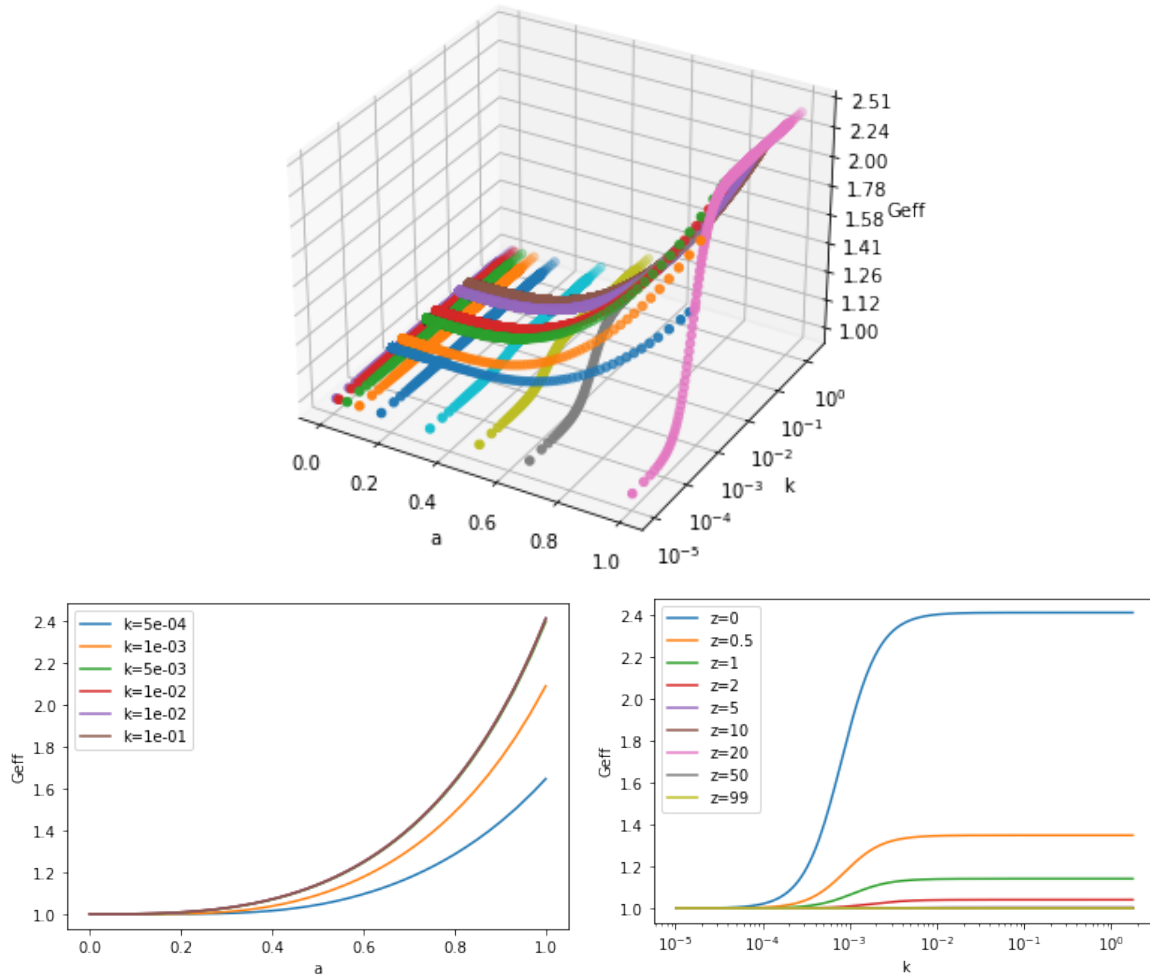 2.51
2.24
2.00
1.78
1.58
Geff
1.41
1.26
1.12
1.00
0.0
0.2
0.4
0.6
0.8
1.0
a
10⁻⁵
10⁻⁴
10⁻³
10⁻²
10⁻¹
10⁰
k
k=5e-04
k=1e-03
k=5e-03
k=1e-02
k=1e-02
k=1e-01
2.4
2.2
2.0
1.8
1.6
1.4
1.2
1.0
Geff
0.0 0.2 0.4 0.6 0.8 1.0
a
z=0
z=0.5
z=1
z=2
z=5
z=10
z=20
z=50
z=99
2.4
2.2
2.0
1.8
1.6
1.4
1.2
1.0
Geff
10⁻⁵ 10⁻⁴ 10⁻³ 10⁻² 10⁻¹ 10⁰
k